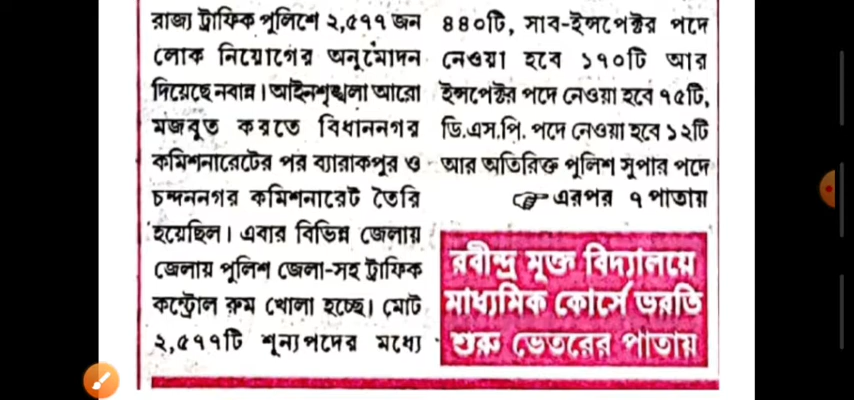 রাজ্য ট্রাফিক পুলিশে ২,৫৭৭ জন
লোক নিয়োগের অনুমোদন
দিয়েছে নবান্ন। আইনশৃঙ্খলা আরো
মজবুত করতে বিধাননগর
কমিশনারেটের পর ব্যারাকপুর ও
চন্দননগর কমিশনারেট তৈরি
হয়েছিল। এবার বিভিন্ন জেলায়
জেলায় পুলিশ জেলা-সহ ট্রাফিক
কন্ট্রোল রুম খোলা হচ্ছে। মোট
২,৫৭৭টি শূন্যপদের মধ্যে
৪৪০টি, সাব-ইন্সপেক্টর পদে
নেওয়া হবে ১৭০টি আর
ইন্সপেক্টর পদে নেওয়া হবে ৭৫টি,
ডি.এস.পি. পদে নেওয়া হবে ১২টি
আর অতিরিক্ত পুলিশ সুপার পদে
এরপর ৭ পাতায়
রবীন্দ্র মুক্ত বিদ্যালয়ে
মাধ্যমিক কোর্সে ভরতি
শুরু ভেতরের পাতায়